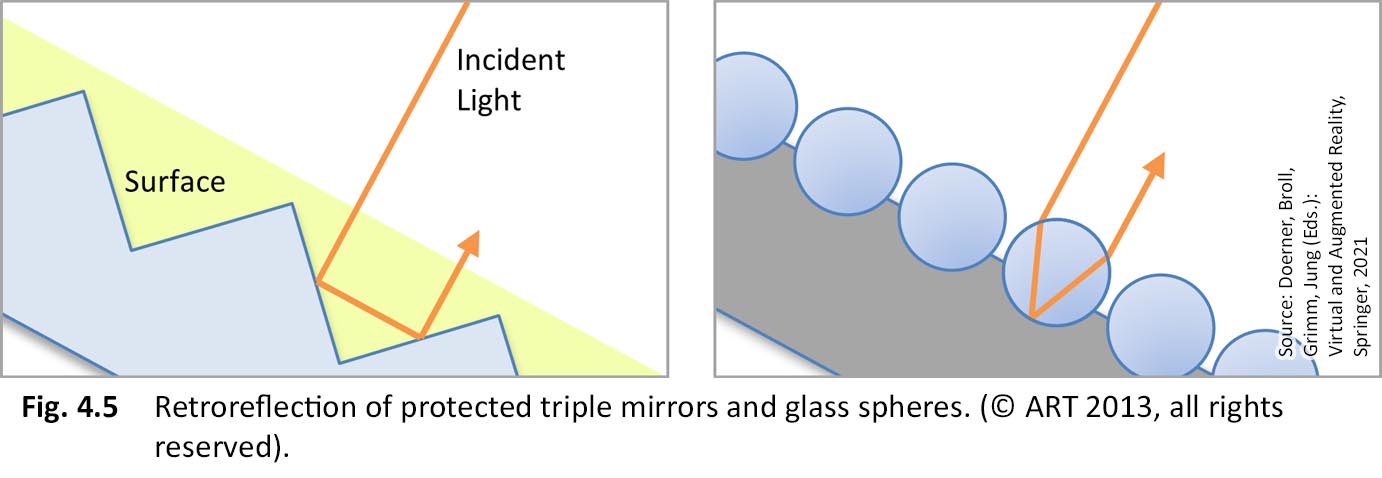 Incident
Light
Surface
Source: Doerner, Broll,
Grimm, Jung (Eds.):
Virtual and Augmented Reality,
Springer, 2021
Fig. 4.5 Retroreflection of protected triple mirrors and glass spheres. (© ART 2013, all rights
reserved).